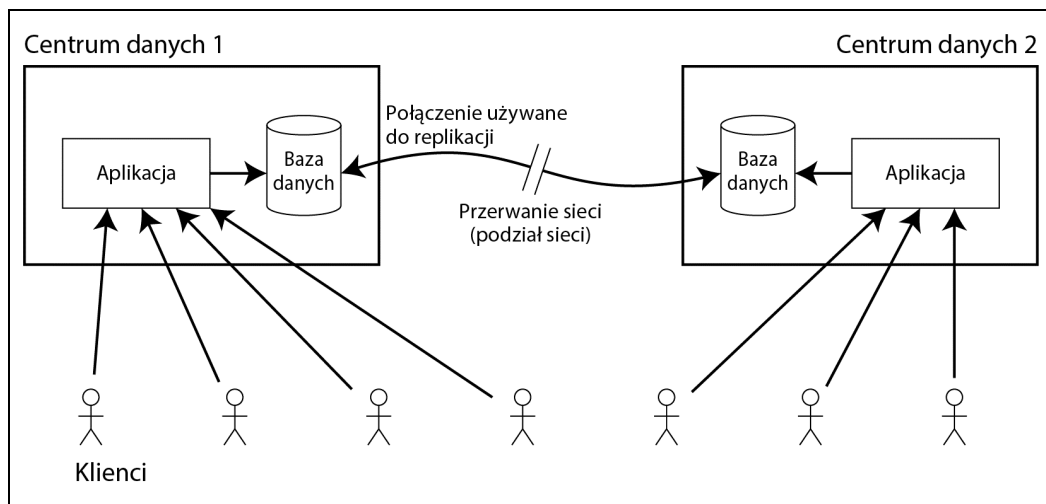 Centrum danych 1
Centrum danych 2
Połączenie używane
do replikacji
Aplikacja
Baza
danych
Baza
danych
Aplikacja
Przerwanie sieci
(podział sieci)
Klienci